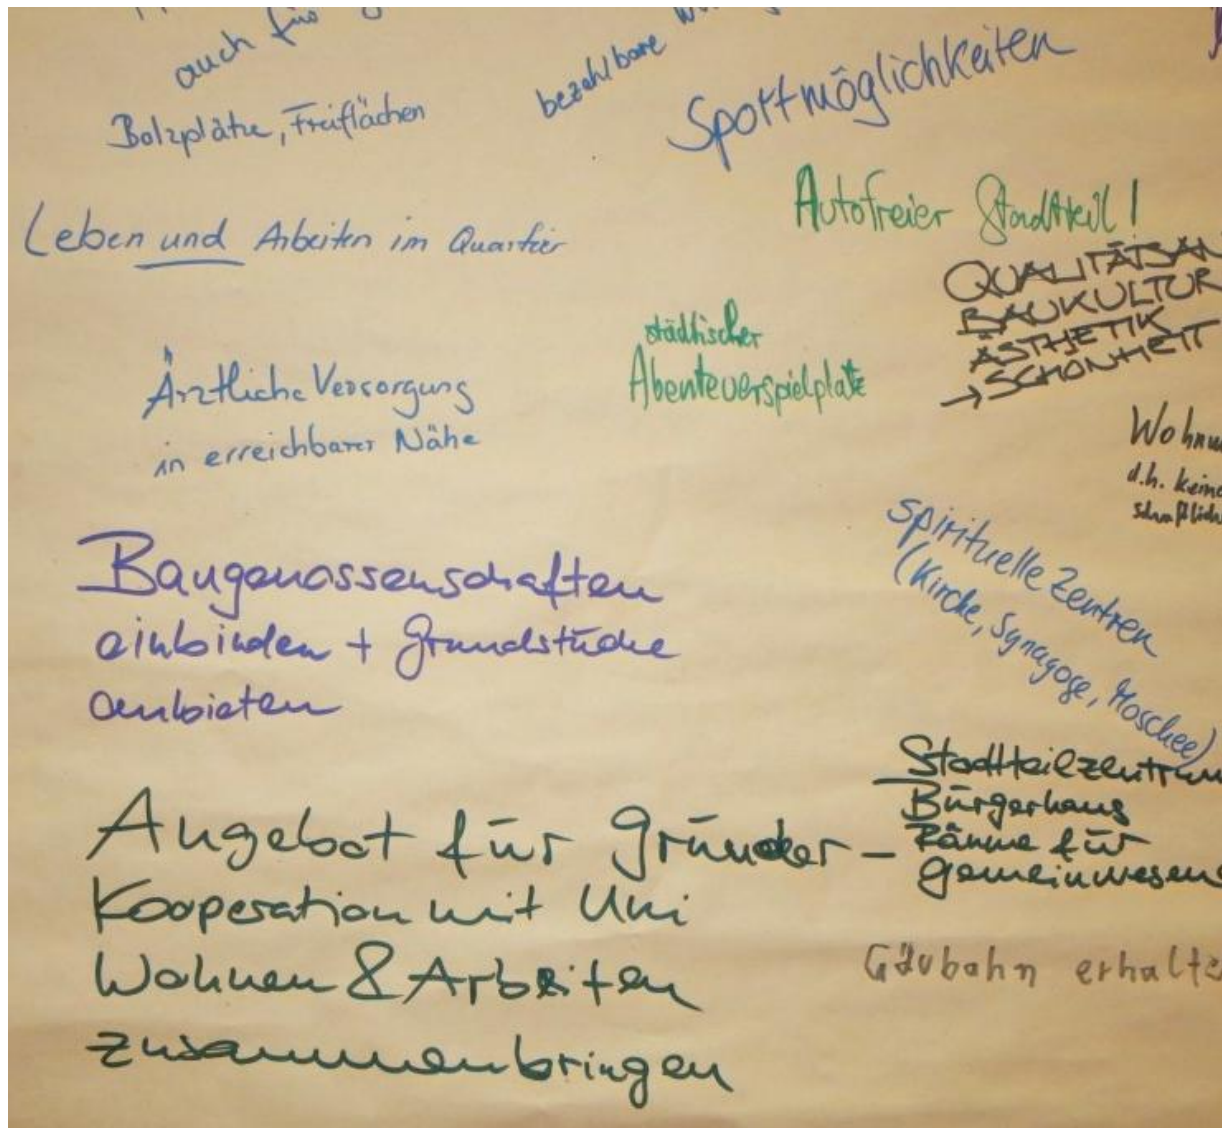 auch für
bezahlbare
Bolzplätze, Freiflächen
Sportmöglichkeiten
Autofreier Stadtteil!
Leben und Arbeiten im Quartier
QUALITÄTSAN
BAUKULTUR
ÄSTHETIK
→ SCHÖNHEIT
städtischer
Abenteuerspielplatz
Ärztliche Versorgung
in erreichbarer Nähe
d.h. keine
spirituelle Zentren
(Kirche, Synagoge, Moschee)
Baugenossenschaften
einbinden + Grundstücke
anbieten
Stadtteilzentrum
Bürgerhaus
Räume für
Gemeinwesen
Angebot für Gründer –
Kooperation mit Uni
Wohnen & Arbeiten
zusammenbringen
Gäubahn erhalte